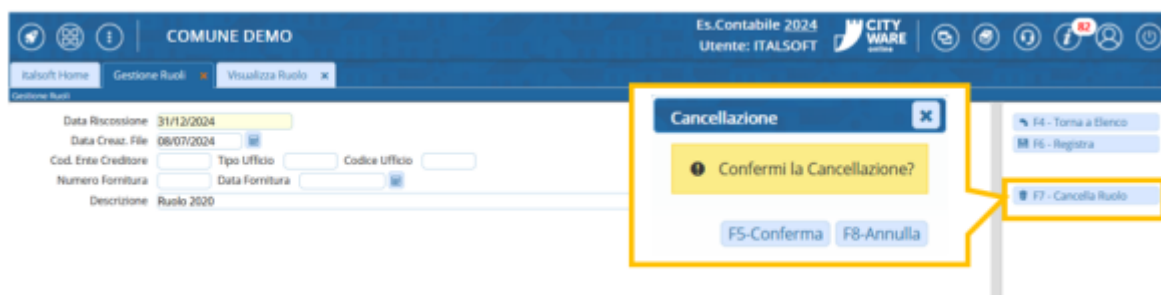 COMUNE DEMO
Es.Contabile 2024
Utente: ITALSOFT
CITY
WARE
online
82
italsoft Home
Gestione Ruoli
Visualizza Ruolo
Gestione Ruoli
Data Riscossione 31/12/2024
Data Creaz. File 08/07/2024
Cod. Ente Creditore Tipo Ufficio Codice Ufficio
Numero Fornitura Data Fornitura
Descrizione Ruolo 2020
Cancellazione
Confermi la Cancellazione?
F5-Conferma F8-Annulla
F4 - Torna a Elenco
F6 - Registra
F7 - Cancella Ruolo